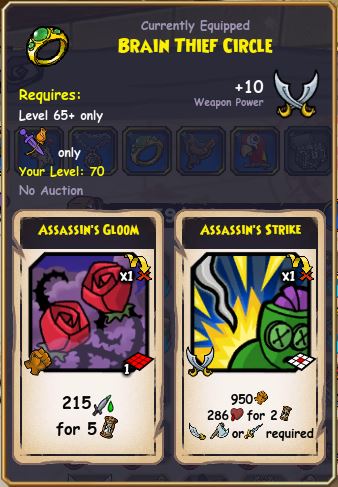 Currently Equipped
BRAIN THIEF CIRCLE
+10
Weapon Power
Requires:
Level 65+ only
only
Your Level: 70
No Auction
ASSASSIN'S GLOOM
x1
1
215
for 5
ASSASSIN'S STRIKE
x1
950
286 for 2
or required